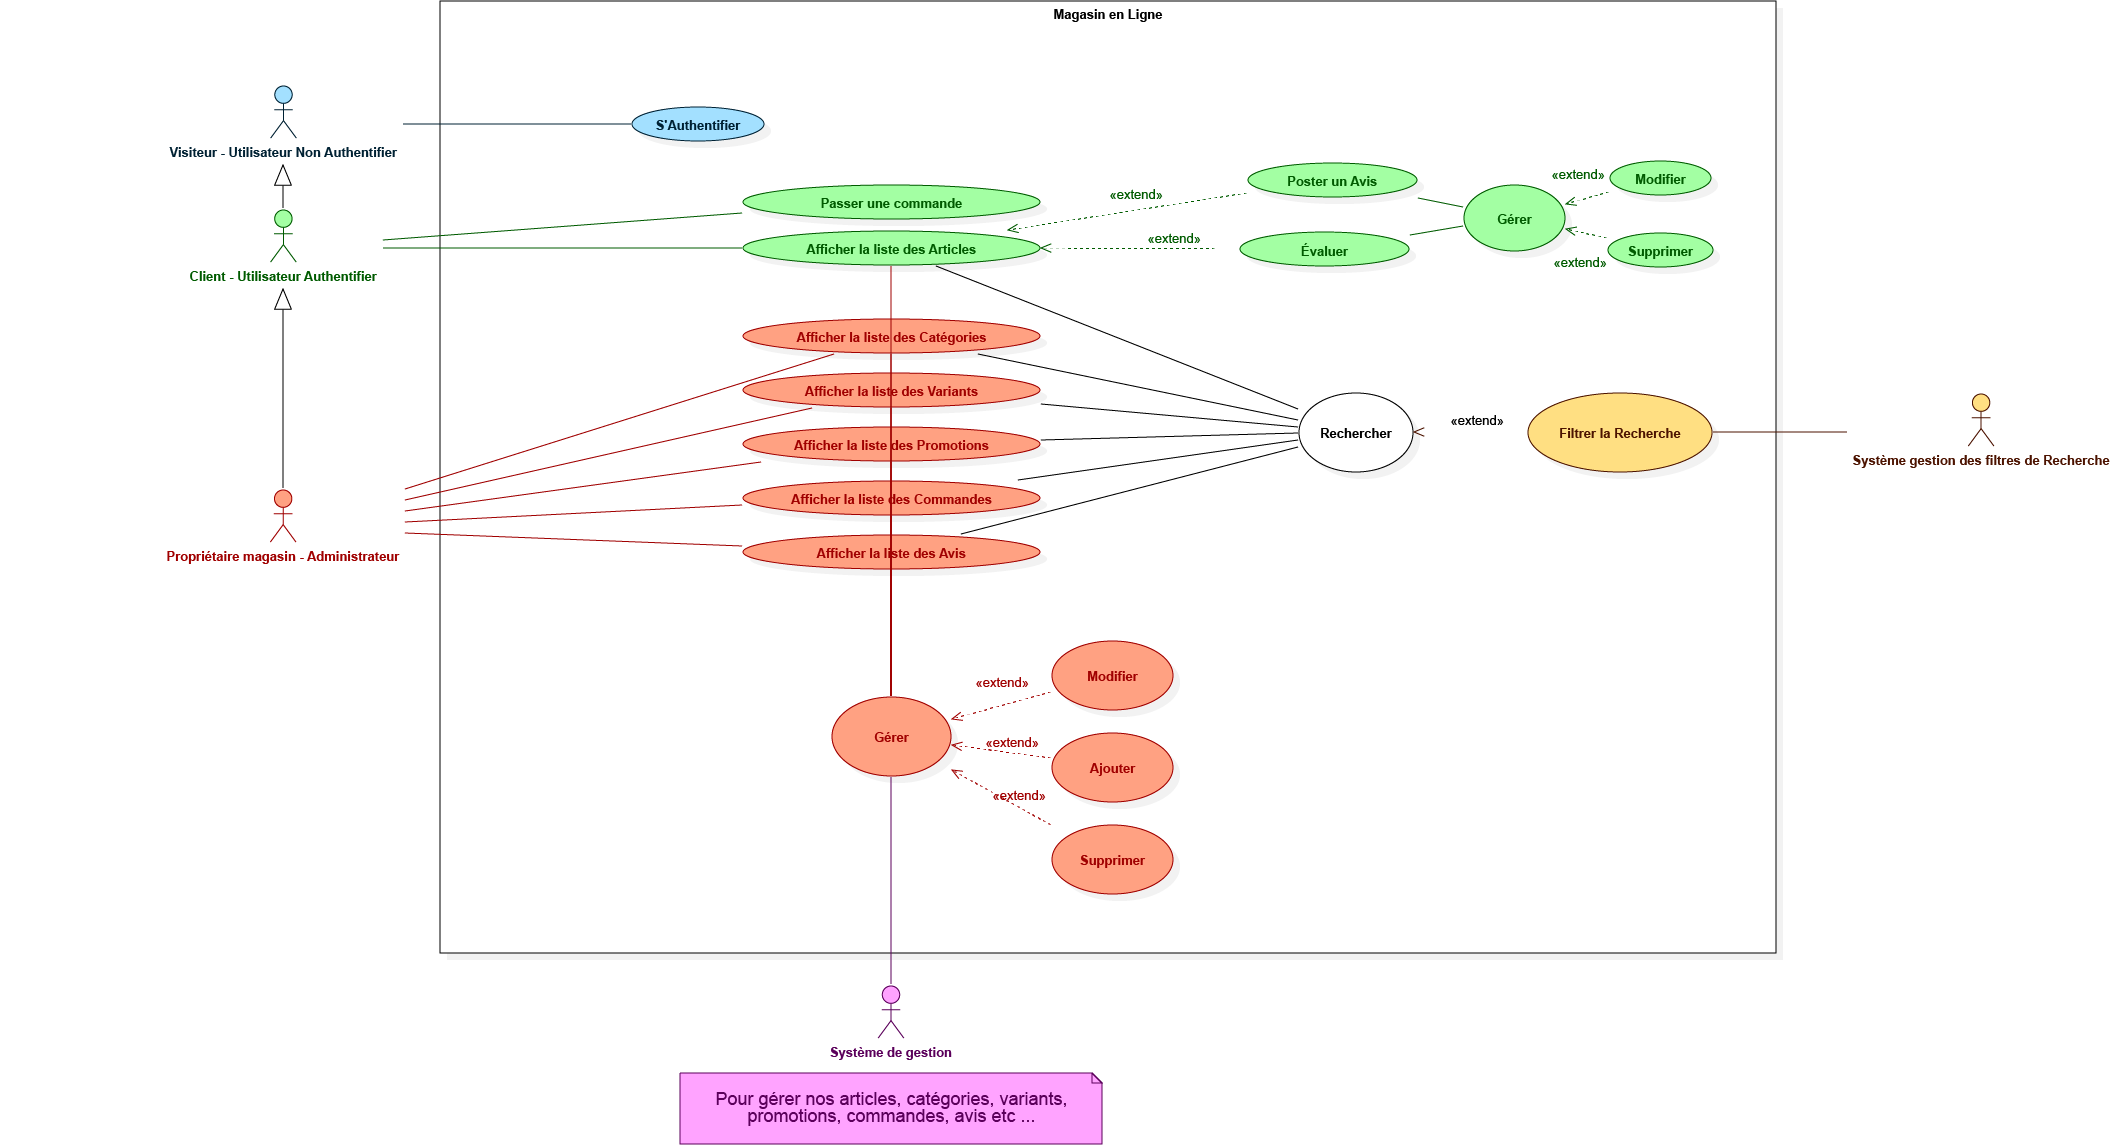 Magasin en Ligne
Visiteur - Utilisateur Non Authentifier
S'Authentifier
Client - Utilisateur Authentifier
Passer une commande
Afficher la liste des Articles
«extend»
«extend»
Poster un Avis
Évaluer
Gérer
«extend»
Modifier
Supprimer
«extend»
Afficher la liste des Catégories
Afficher la liste des Variants
Afficher la liste des Promotions
Afficher la liste des Commandes
Afficher la liste des Avis
Rechercher
«extend»
Filtrer la Recherche
Système gestion des filtres de Recherche
Propriétaire magasin - Administrateur
Gérer
«extend»
Modifier
«extend»
Ajouter
«extend»
Supprimer
Système de gestion
Pour gérer nos articles, catégories, variants,
promotions, commandes, avis etc ...